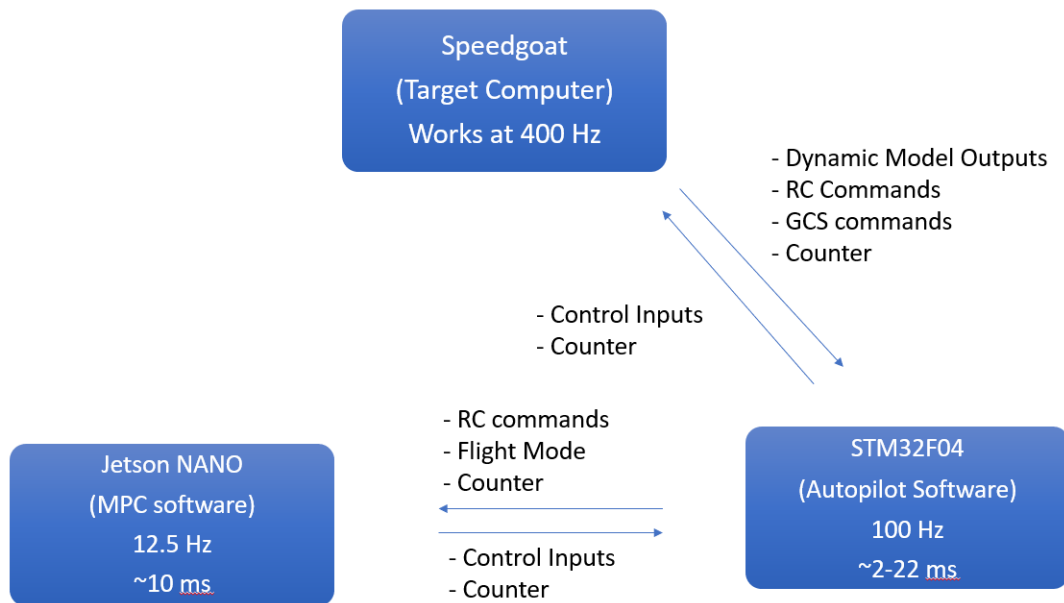 Speedgoat
(Target Computer)
Works at 400 Hz
- Dynamic Model Outputs
- RC Commands
- GCS commands
- Counter
- Control Inputs
- Counter
- RC commands
- Flight Mode
- Counter
Jetson NANO
(MPC software)
12.5 Hz
~10 ms
- Control Inputs
- Counter
STM32F04
(Autopilot Software)
100 Hz
~2-22 ms